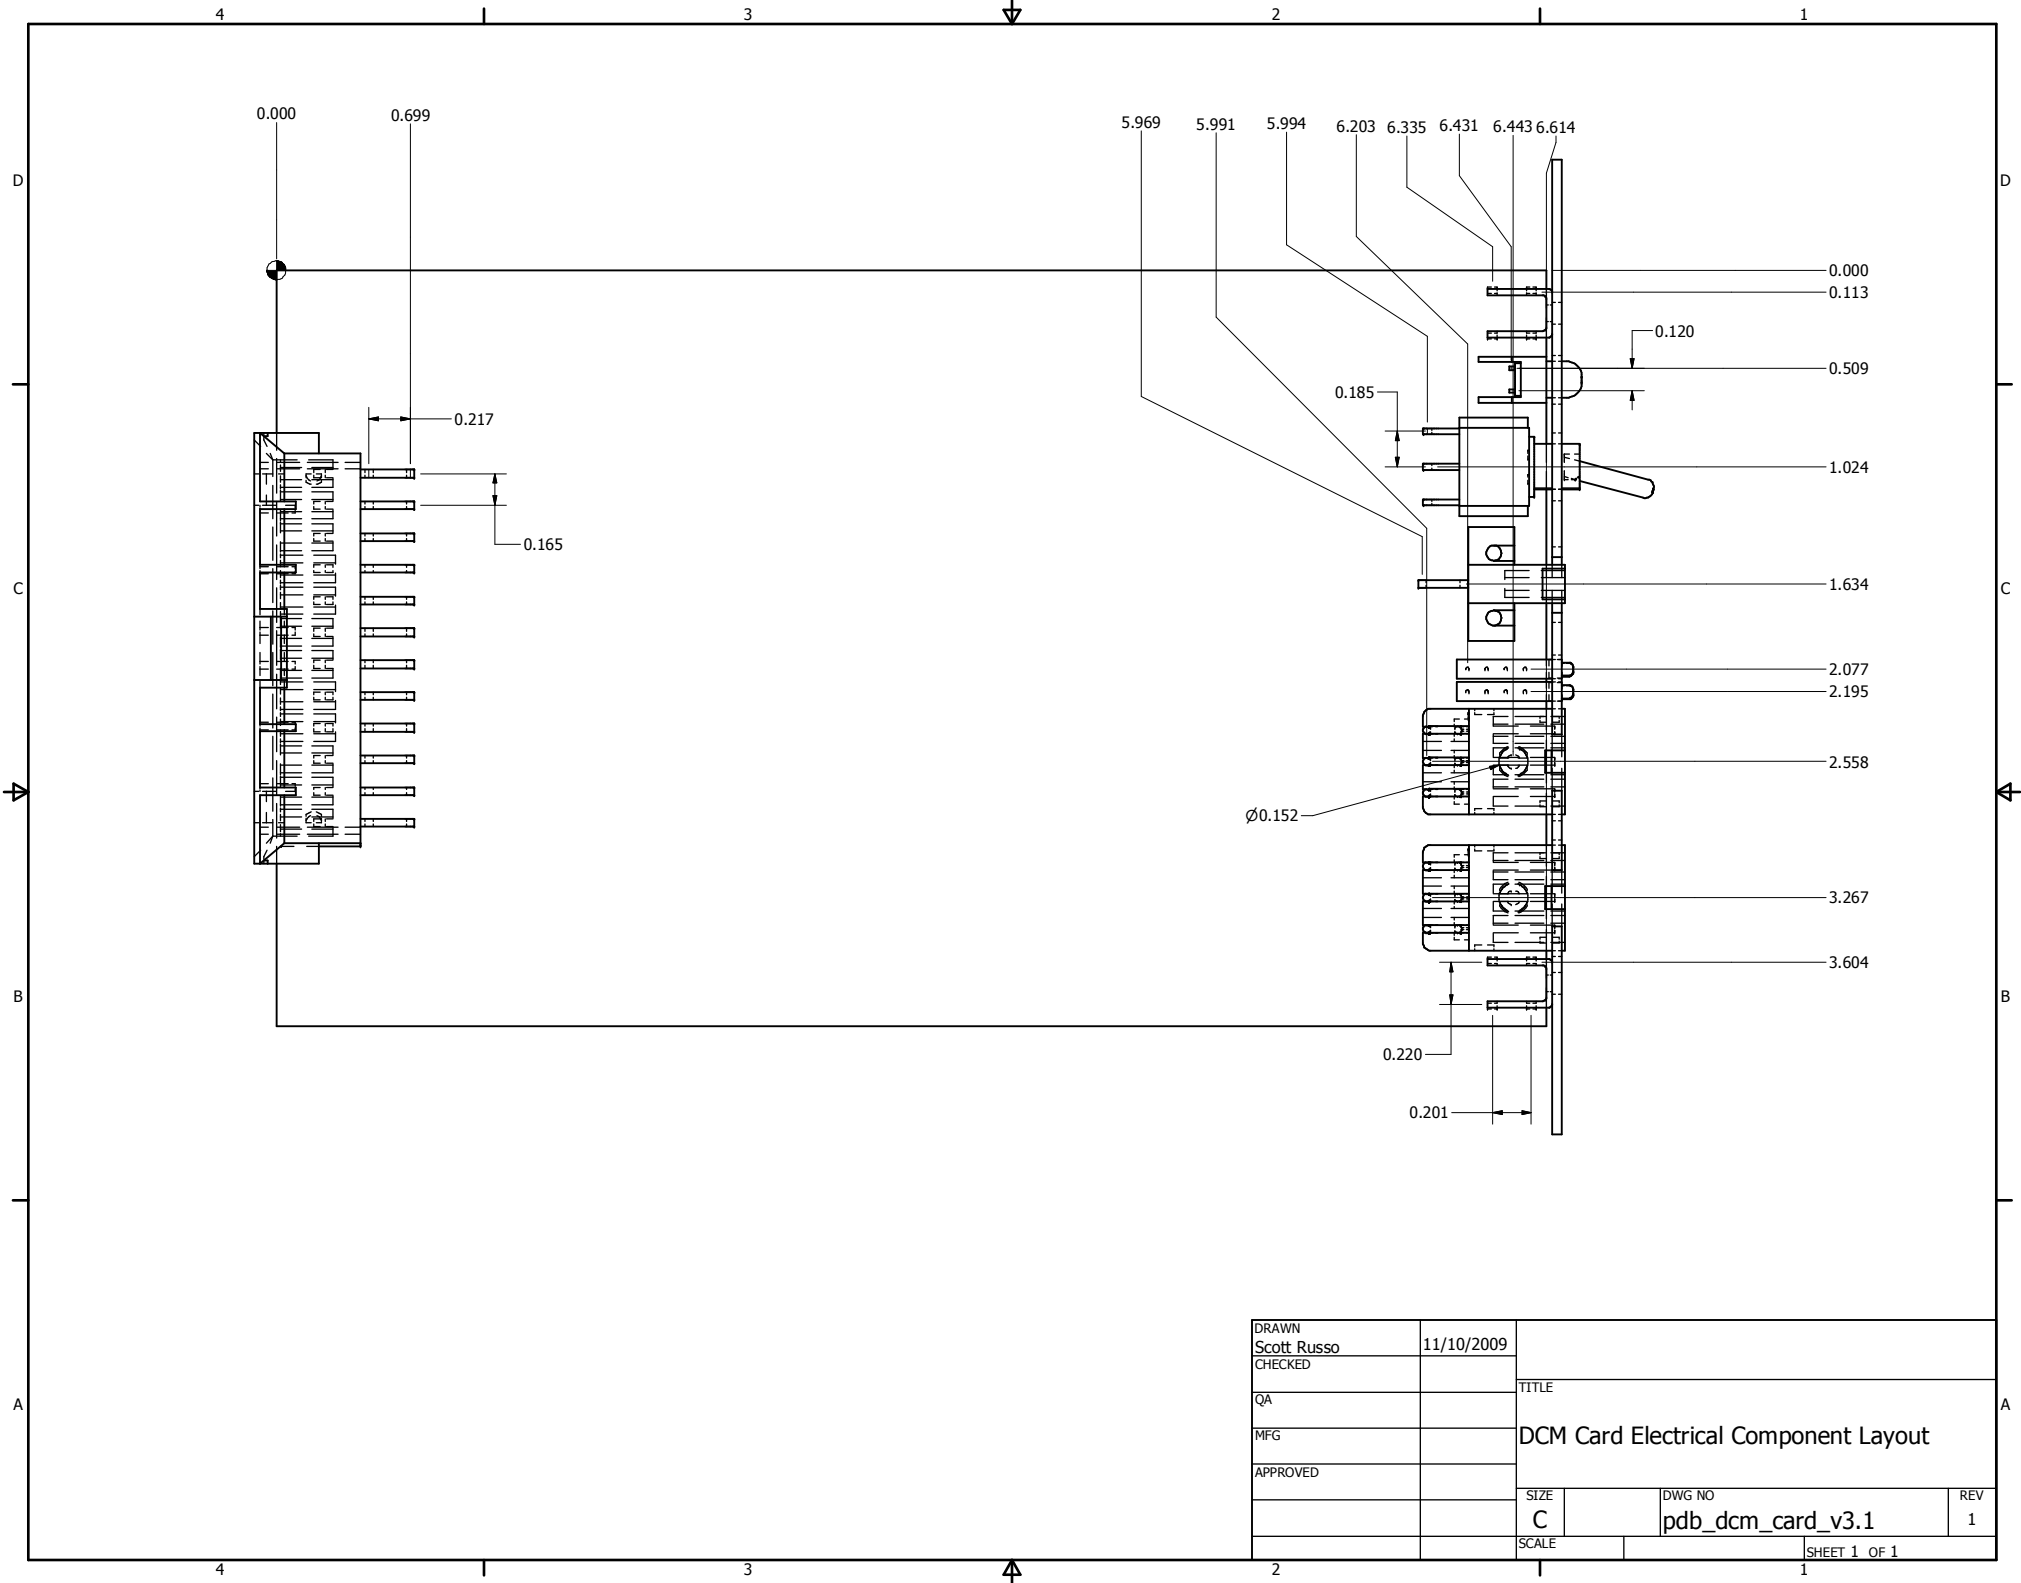 4 3 2 1
0.000 0.699 5.969 5.991 5.994 6.203 6.335 6.431 6.443 6.614
D D
0.000
0.113
0.120
0.509
0.185
0.217
1.024
0.165
1.634
C C
2.077
2.195
2.558
Ø0.152
3.267
3.604
B B
0.220
0.201
DRAWN
Scott Russo 11/10/2009
CHECKED
TITLE
QA
A A
MFG
DCM Card Electrical Component Layout
APPROVED
SIZE DWG NO REV
C pdb_dcm_card_v3.1 1
SCALE
SHEET 1 OF 1
4 3 2 1